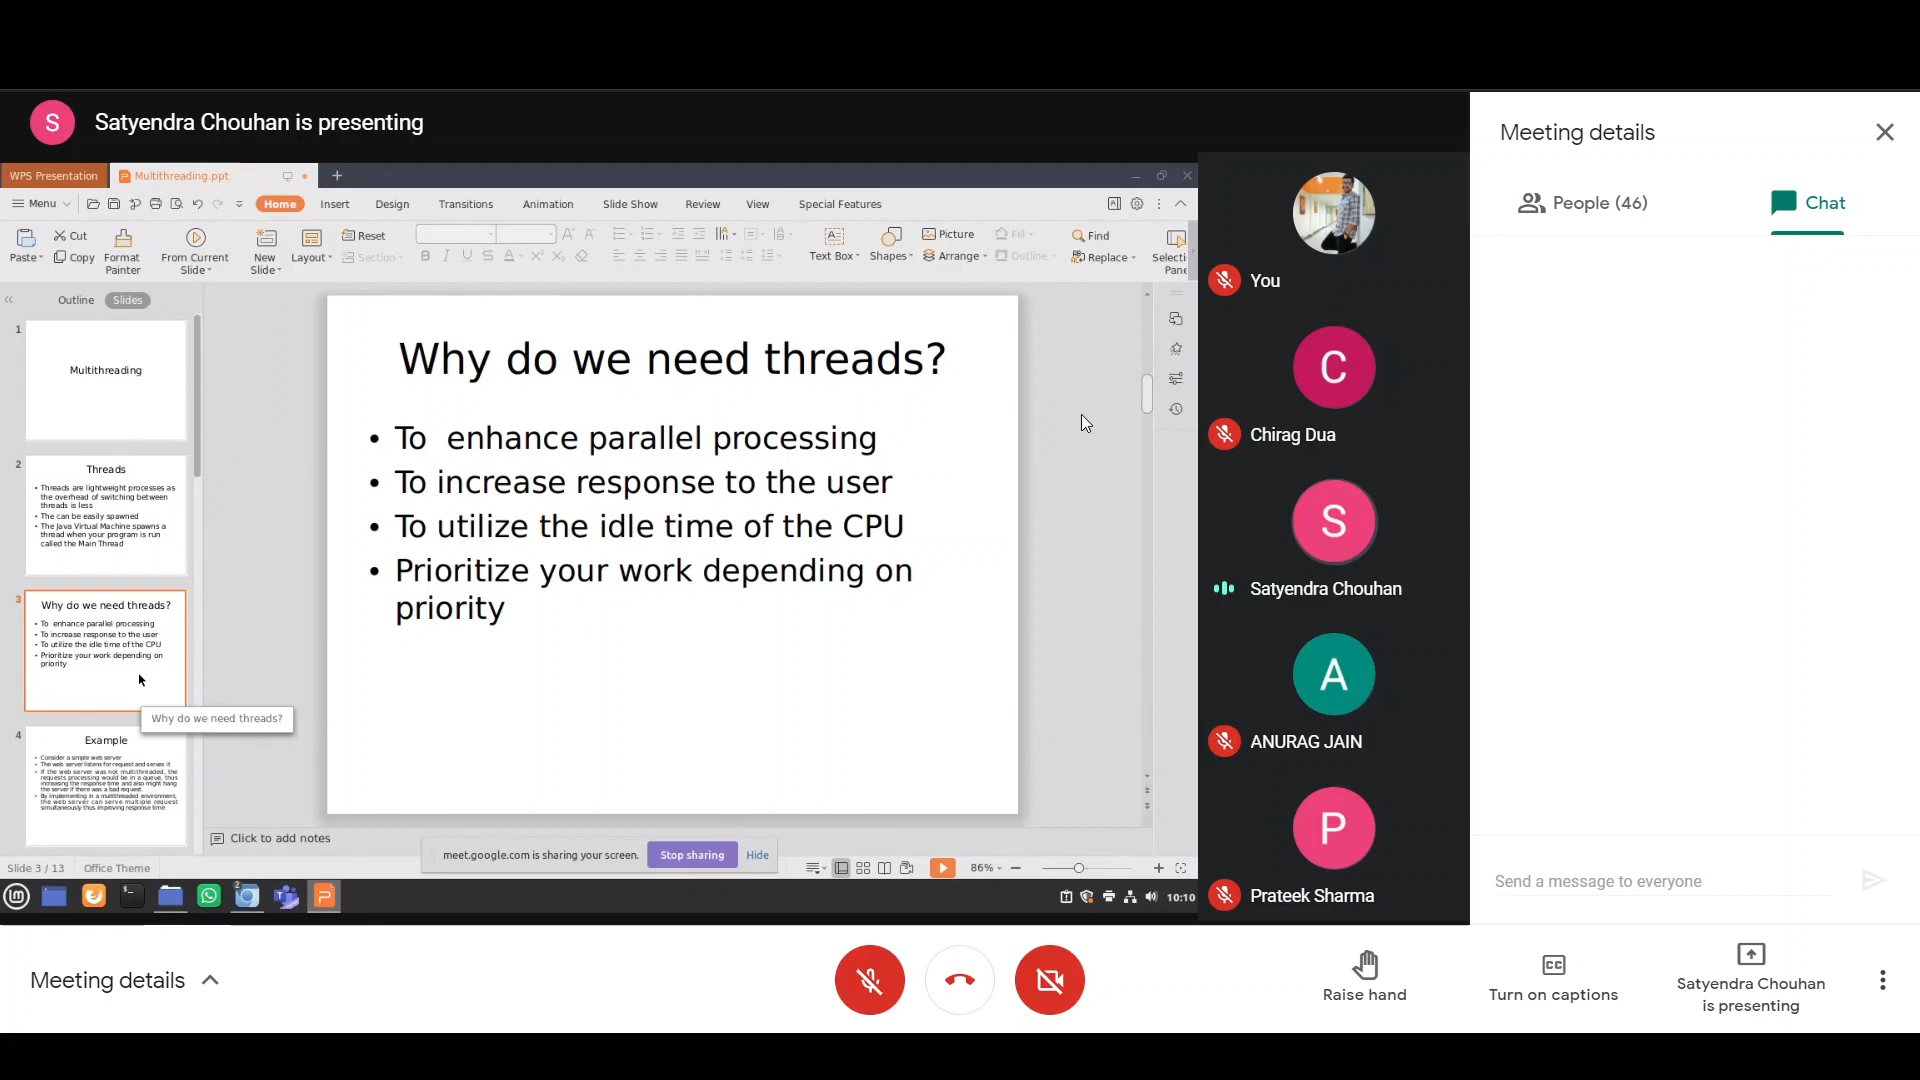 S Satyendra Chouhan is presenting
Meeting details
WPS Presentation Multithreading.ppt
People (46) Chat
Menu Home Insert Design Transitions Animation Slide Show Review View Special Features
Paste Cut Copy Format Painter From Current Slide New Slide Layout Reset Section Text Box Shapes Picture Arrange Fill Outline Find Replace Selecti Pane
Outline Slides
1
Multithreading
2
Threads
• Threads are lightweight processes as
the overhead of switching between
threads is less
• The can be easily spawned
• The Java Virtual Machine spawns a
thread when your program is run
called the Main Thread
3
Why do we need threads?
• To enhance parallel processing
• To increase response to the user
• To utilize the idle time of the CPU
• Prioritize your work depending on
priority
Why do we need threads?
4
Example
• Consider a simple web server
• The web server listens for request and serves it
• If the web server was not multithreaded, the
requests processing would be in a queue, thus
increasing the response time and also might hang
the server if there was a bad request.
• By implementing in a multithreaded environment,
the web server can serve multiple request
simultaneously thus improving response time
Why do we need threads?
• To enhance parallel processing
• To increase response to the user
• To utilize the idle time of the CPU
• Prioritize your work depending on
priority
Click to add notes
meet.google.com is sharing your screen. Stop sharing Hide
Slide 3 / 13 Office Theme
86%
2
10:10
You
C
Chirag Dua
S
Satyendra Chouhan
A
ANURAG JAIN
P
Prateek Sharma
Send a message to everyone
Meeting details
Raise hand
Turn on captions
Satyendra Chouhan
is presenting